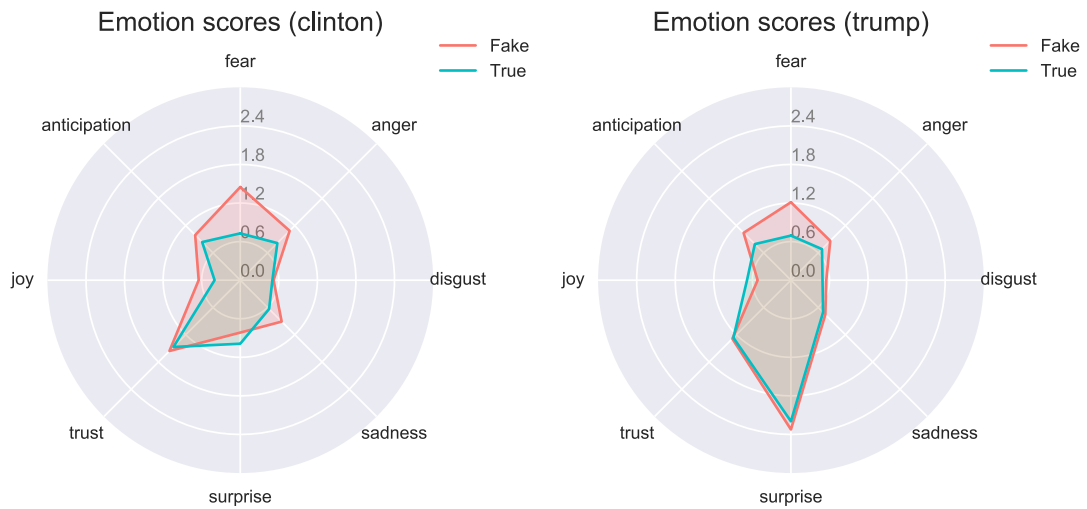 Emotion scores (clinton)
Fake
True
fear
anticipation
anger
2.4
1.8
1.2
0.6
0.0
joy
disgust
trust
sadness
surprise
Emotion scores (trump)
Fake
True
fear
anticipation
anger
2.4
1.8
1.2
0.6
0.0
joy
disgust
trust
sadness
surprise